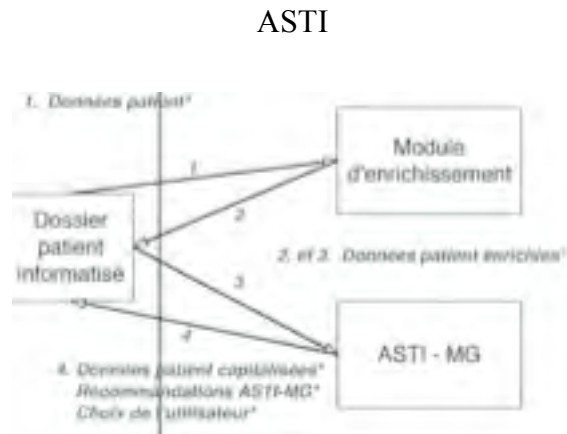 ASTI
1. Données patient*
Module
d'enrichissement
1
2
Dossier
patient
informatisé
2. et 3. Données patient enrichies*
3
4
ASTI - MG
4. Données patient capitalisées*
Recommandations ASTI-MG*
Choix de l'utilisateur*